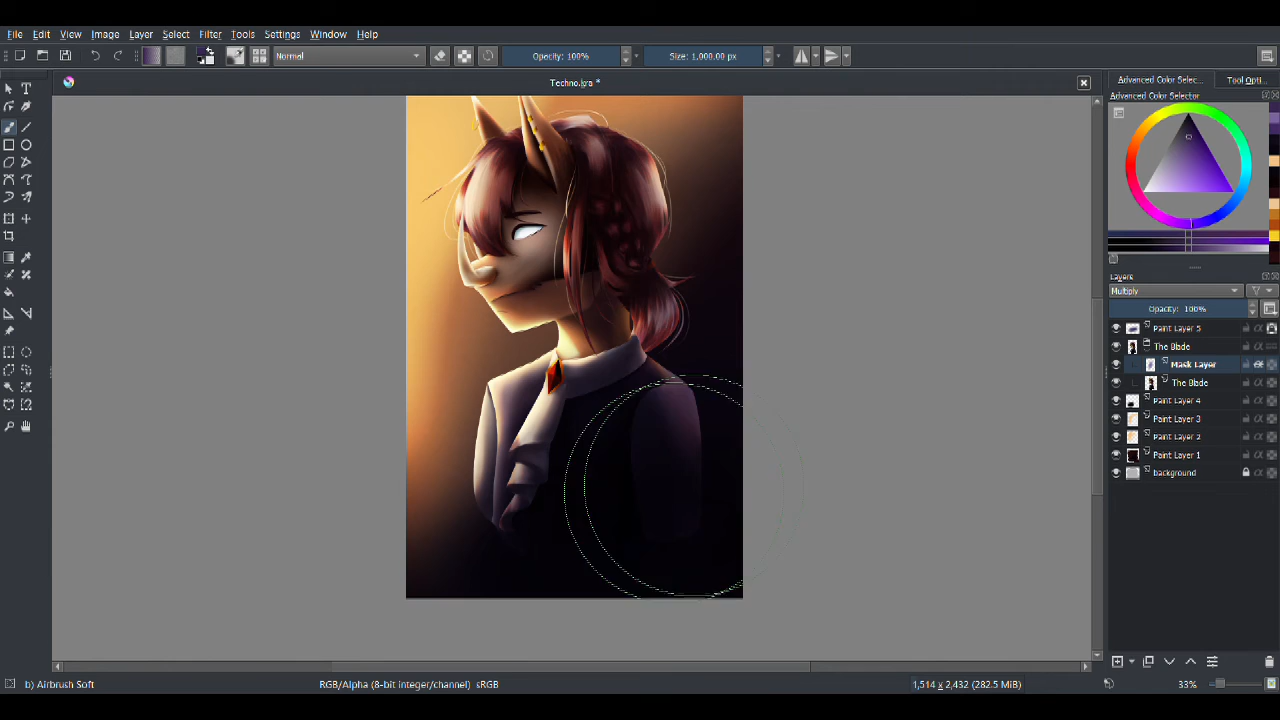 File Edit View Image Layer Select Filter Tools Settings Window Help
Normal Opacity: 100% Size: 1,000.00 px
Techno.kra *
Advanced Color Selec... Tool Opti...
Advanced Color Selector
Layers
Multiply
Opacity: 100%
Paint Layer 5
The Blade
Mask Layer
The Blade
Paint Layer 4
Paint Layer 3
Paint Layer 2
Paint Layer 1
background
b) Airbrush Soft RGB/Alpha (8-bit integer/channel) sRGB 1,514 x 2,432 (282.5 MiB) 33%